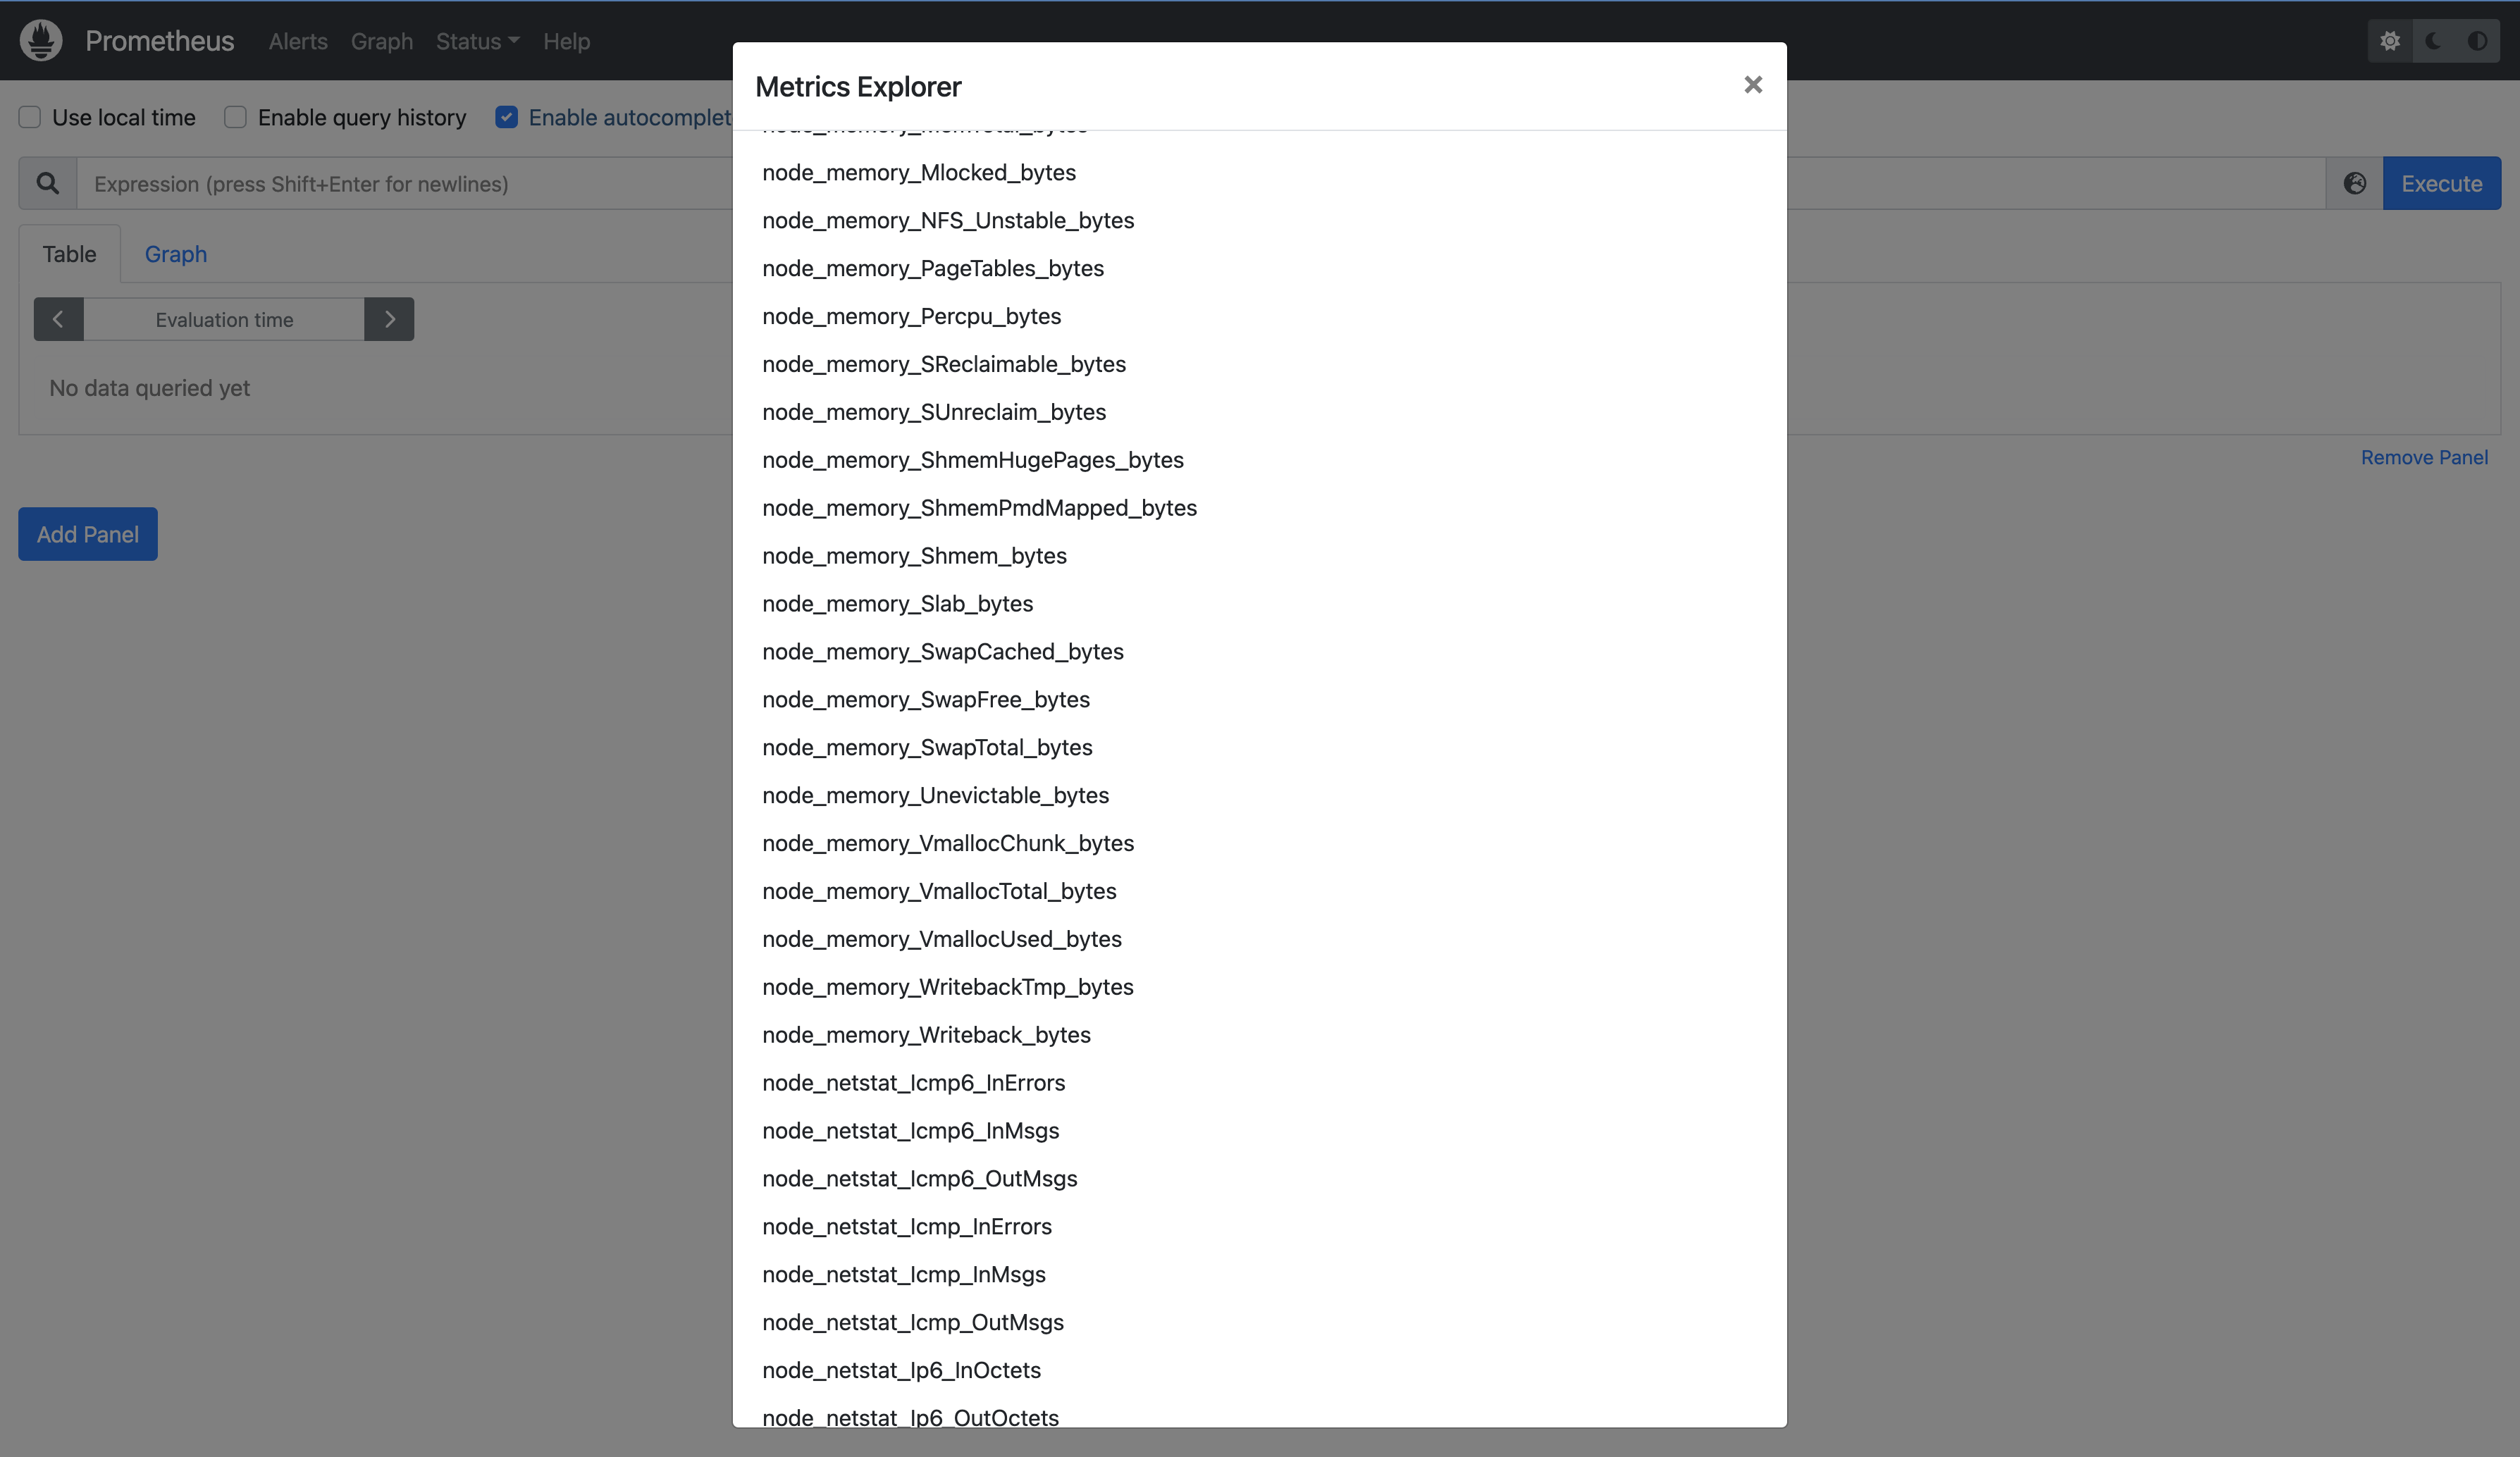 Prometheus Alerts Graph Status Help
Use local time Enable query history Enable autocomplet
Expression (press Shift+Enter for newlines)
Execute
Table Graph
Evaluation time
No data queried yet
Remove Panel
Add Panel
Metrics Explorer
node_memory_MemTotal_bytes
node_memory_Mlocked_bytes
node_memory_NFS_Unstable_bytes
node_memory_PageTables_bytes
node_memory_Percpu_bytes
node_memory_SReclaimable_bytes
node_memory_SUnreclaim_bytes
node_memory_ShmemHugePages_bytes
node_memory_ShmemPmdMapped_bytes
node_memory_Shmem_bytes
node_memory_Slab_bytes
node_memory_SwapCached_bytes
node_memory_SwapFree_bytes
node_memory_SwapTotal_bytes
node_memory_Unevictable_bytes
node_memory_VmallocChunk_bytes
node_memory_VmallocTotal_bytes
node_memory_VmallocUsed_bytes
node_memory_WritebackTmp_bytes
node_memory_Writeback_bytes
node_netstat_Icmp6_InErrors
node_netstat_Icmp6_InMsgs
node_netstat_Icmp6_OutMsgs
node_netstat_Icmp_InErrors
node_netstat_Icmp_InMsgs
node_netstat_Icmp_OutMsgs
node_netstat_Ip6_InOctets
node_netstat_Ip6_OutOctets